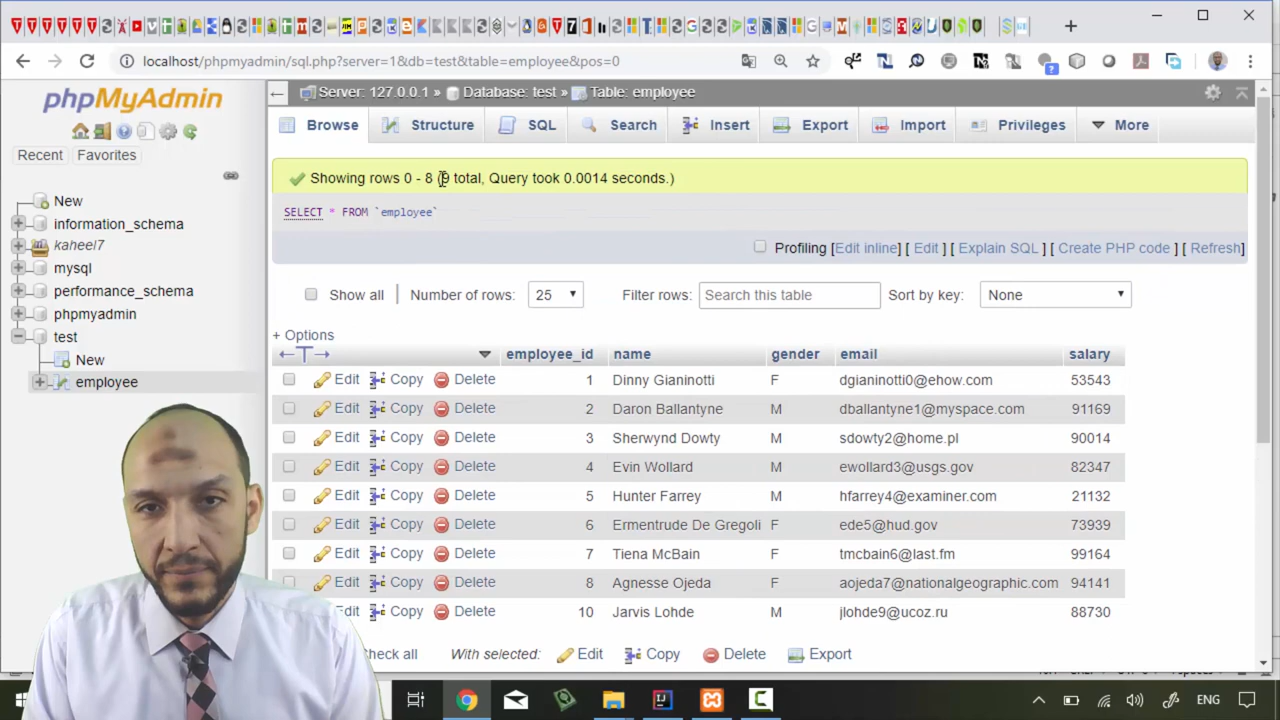 localhost/phpmyadmin/sql.php?server=1&db=test&table=employee&pos=0
phpMyAdmin
Recent Favorites
New
information_schema
kaheel7
mysql
performance_schema
phpmyadmin
test
New
employee
Server: 127.0.0.1 » Database: test » Table: employee
Browse Structure SQL Search Insert Export Import Privileges More
Showing rows 0 - 8 (9 total, Query took 0.0014 seconds.)
SELECT * FROM `employee`
Profiling [Edit inline] [ Edit ] [ Explain SQL ] [ Create PHP code ] [ Refresh]
Show all Number of rows: 25 Filter rows: Search this table Sort by key: None
+ Options
employee_id name gender email salary
Edit Copy Delete 1 Dinny Gianinotti F dgianinotti0@ehow.com 53543
Edit Copy Delete 2 Daron Ballantyne M dballantyne1@myspace.com 91169
Edit Copy Delete 3 Sherwynd Dowty M sdowty2@home.pl 90014
Edit Copy Delete 4 Evin Wollard M ewollard3@usgs.gov 82347
Edit Copy Delete 5 Hunter Farrey M hfarrey4@examiner.com 21132
Edit Copy Delete 6 Ermentrude De Gregoli F ede5@hud.gov 73939
Edit Copy Delete 7 Tiena McBain F tmcbain6@last.fm 99164
Edit Copy Delete 8 Agnesse Ojeda F aojeda7@nationalgeographic.com 94141
Edit Copy Delete 10 Jarvis Lohde M jlohde9@ucoz.ru 88730
heck all With selected: Edit Copy Delete Export
ENG